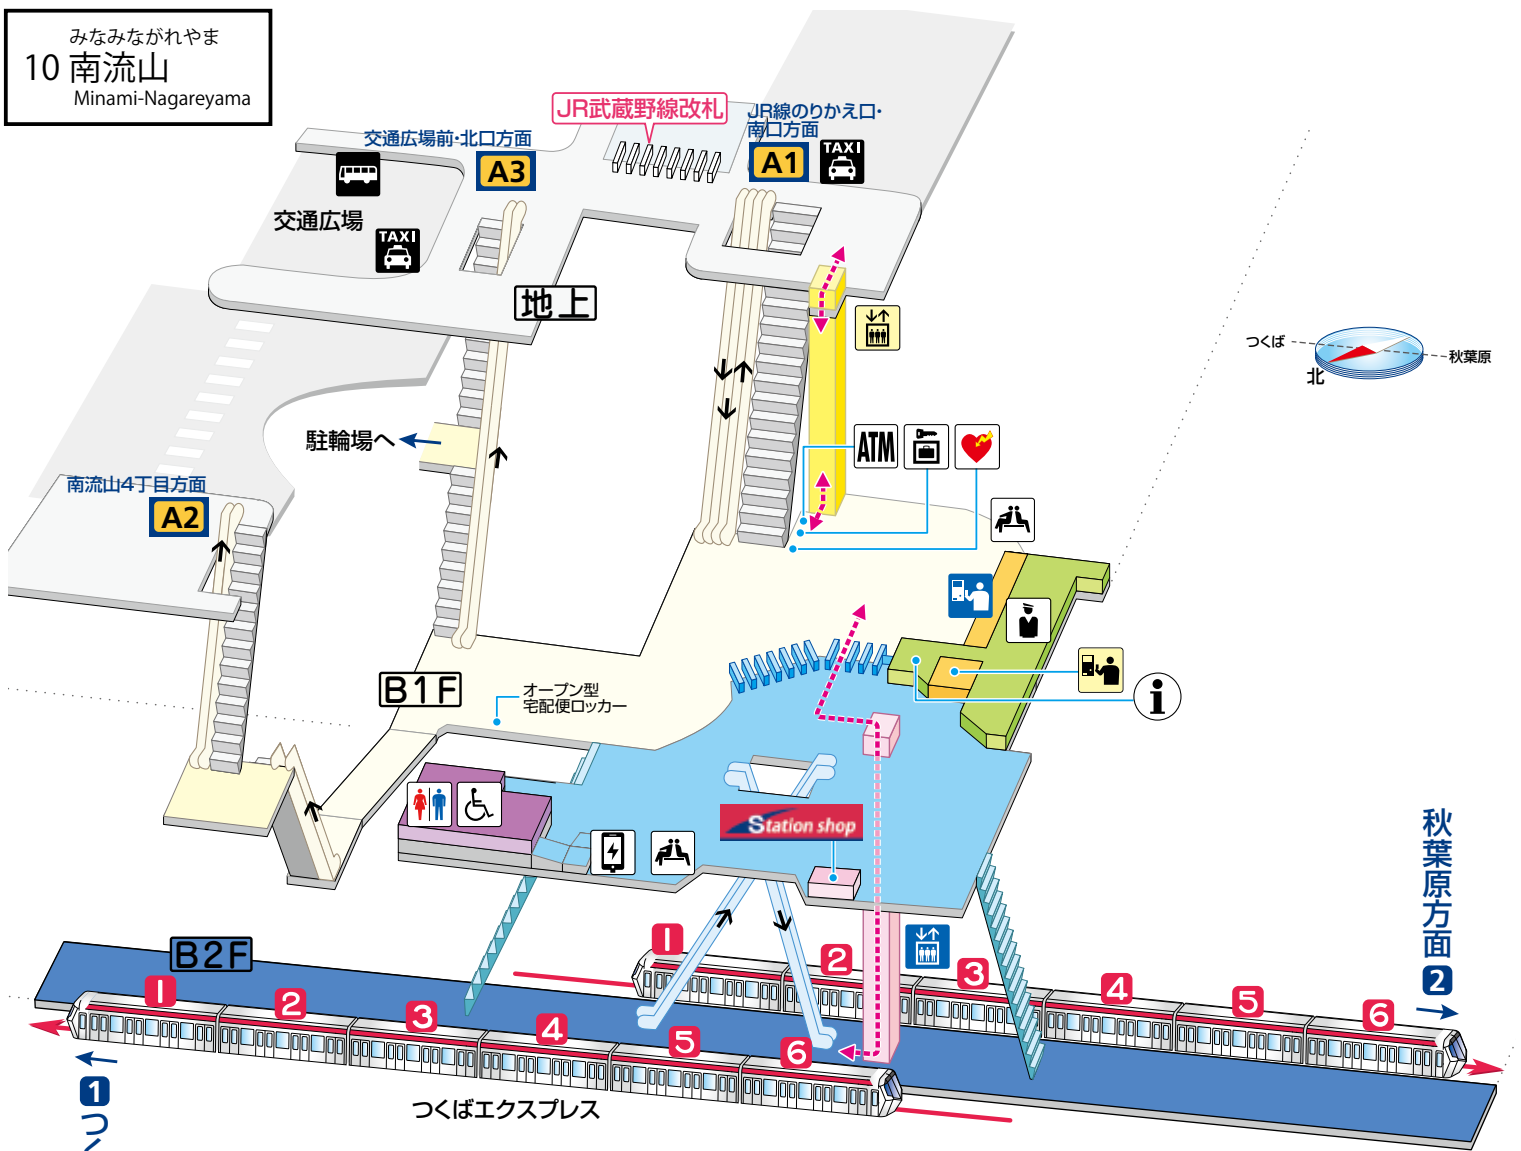 みなみながれやま
10 南流山
Minami-Nagareyama
JR武蔵野線改札
JR線のりかえ口・
南口方面
A1
TAXI
交通広場前・北口方面
A3
交通広場
TAXI
地上
つくば
秋葉原
北
駐輪場へ
ATM
南流山4丁目方面
A2
B1F
オープン型
宅配便ロッカー
i
Station shop
秋葉原方面
2
B2F
1
2
3
4
5
6
1
2
3
4
5
6
1
つく
つくばエクスプレス